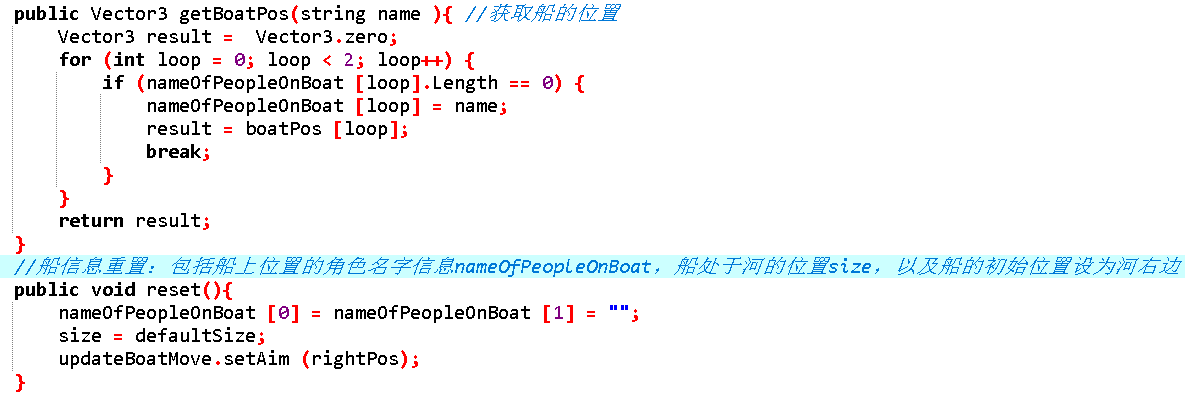 public Vector3 getBoatPos(string name ){ //获取船的位置
    Vector3 result =  Vector3.zero;
    for (int loop = 0; loop < 2; loop++) {
        if (nameOfPeopleOnBoat [loop].Length == 0) {
            nameOfPeopleOnBoat [loop] = name;
            result = boatPos [loop];
            break;
        }
    }
    return result;
}
//船信息重置：包括船上位置的角色名字信息nameOfPeopleOnBoat，船处于河的位置size，以及船的初始位置设为河右边
public void reset(){
    nameOfPeopleOnBoat [0] = nameOfPeopleOnBoat [1] = "";
    size = defaultSize;
    updateBoatMove.setAim (rightPos);
}